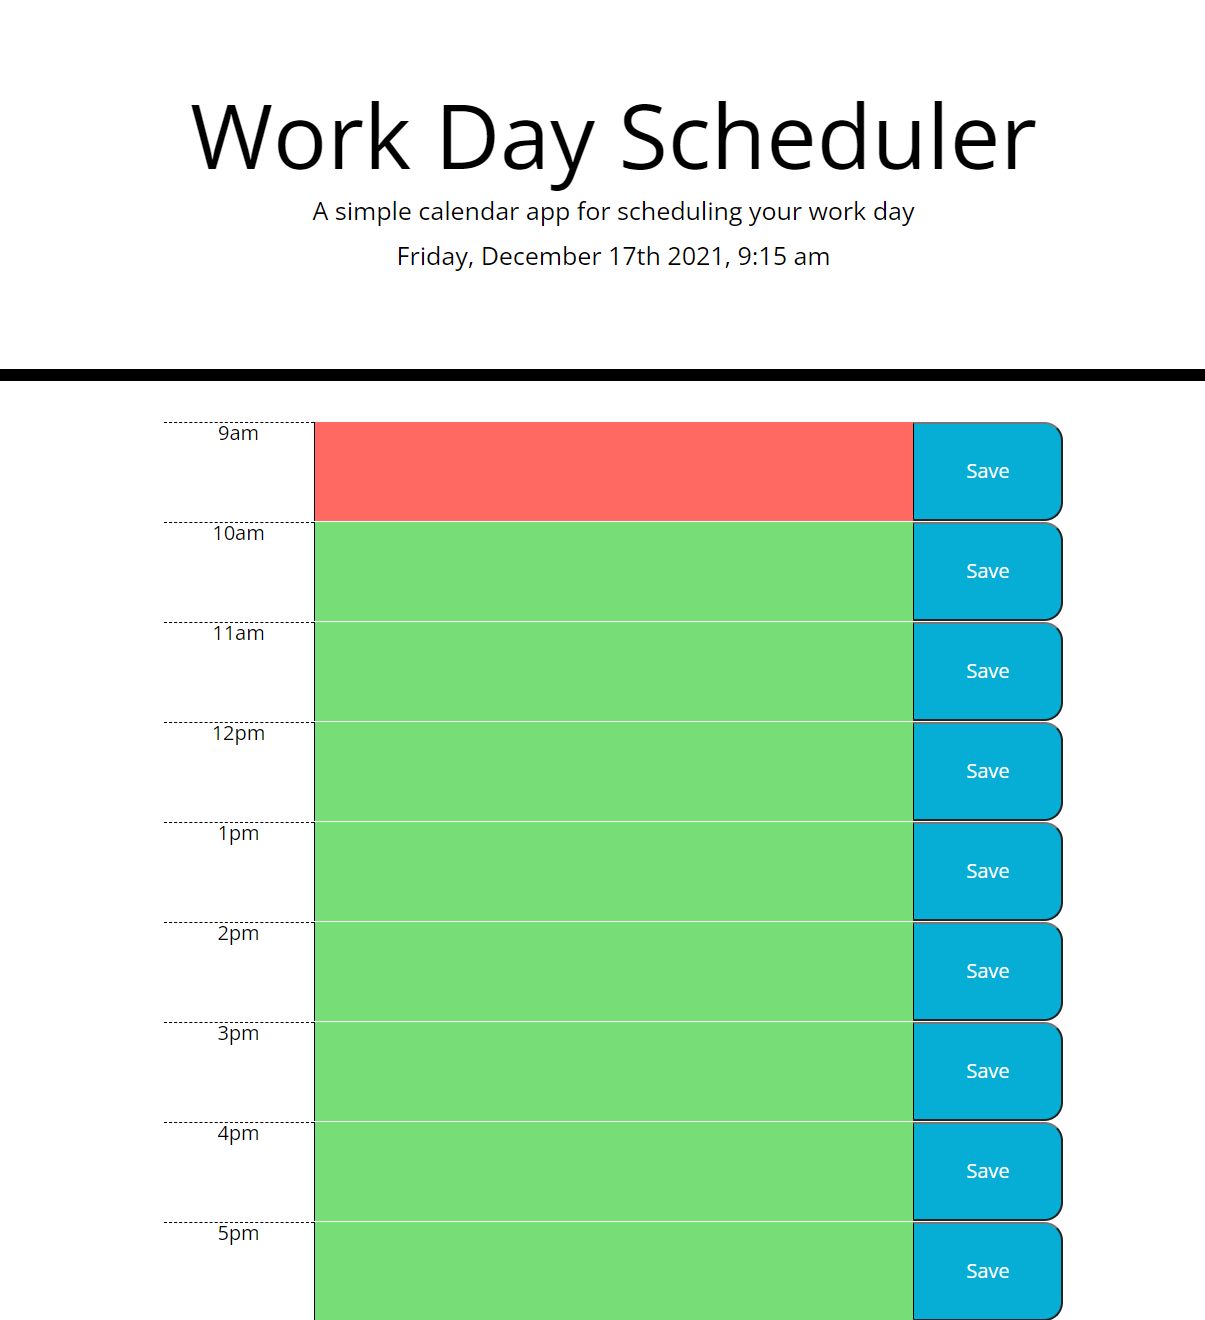 Work Day Scheduler
A simple calendar app for scheduling your work day
Friday, December 17th 2021, 9:15 am
9am
Save
10am
Save
11am
Save
12pm
Save
1pm
Save
2pm
Save
3pm
Save
4pm
Save
5pm
Save